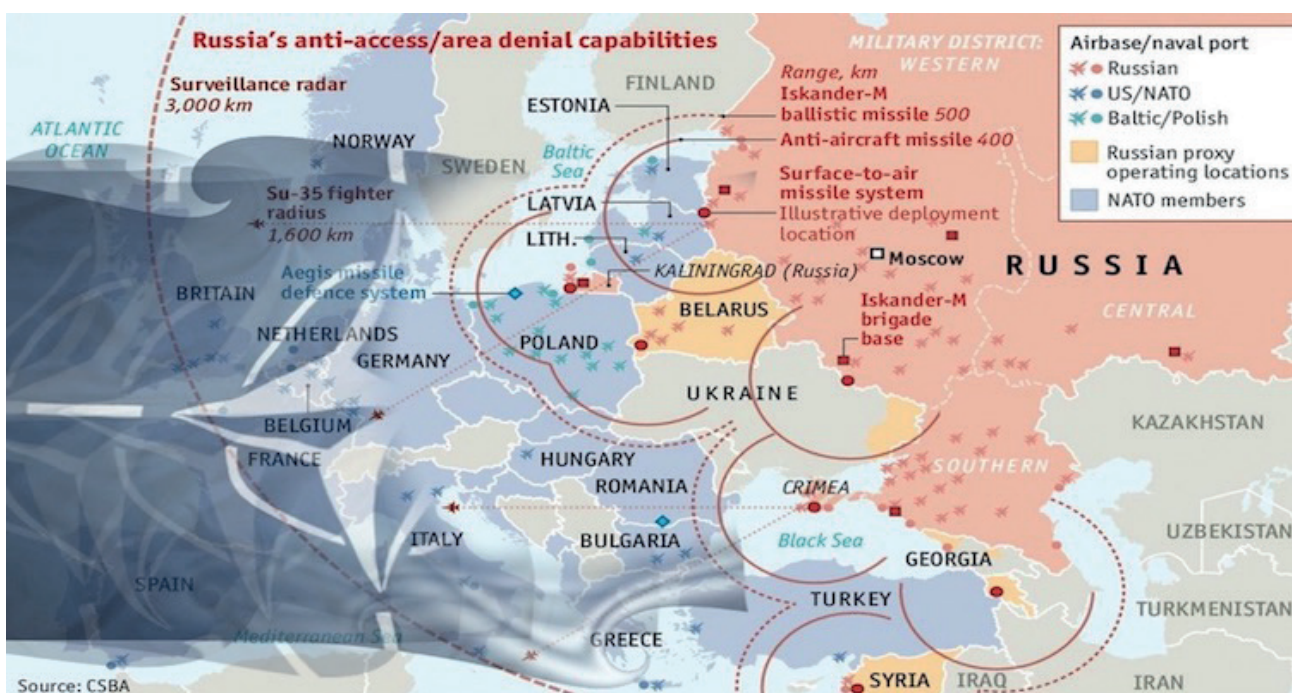 Russia's anti-access/area denial capabilities
Surveillance radar
3,000 km
ATLANTIC
OCEAN
NORWAY
SWEDEN
FINLAND
Baltic
Sea
ESTONIA
LATVIA
LITH.
Su-35 fighter
radius
1,600 km
Aegis missile
defence system
BRITAIN
NETHERLANDS
GERMANY
BELGIUM
FRANCE
SPAIN
ITALY
Mediterranean Sea
POLAND
KALININGRAD (Russia)
BELARUS
UKRAINE
HUNGARY
ROMANIA
BULGARIA
GREECE
CRIMEA
Black Sea
TURKEY
GEORGIA
SYRIA
IRAQ
IRAN
MILITARY DISTRICT:
WESTERN
Range, km
Iskander-M
ballistic missile 500
Anti-aircraft missile 400
Surface-to-air
missile system
Illustrative deployment
location
Moscow
RUSSIA
CENTRAL
Iskander-M
brigade
base
SOUTHERN
KAZAKHSTAN
UZBEKISTAN
TURKMENISTAN
Airbase/naval port
Russian
US/NATO
Baltic/Polish
Russian proxy
operating locations
NATO members
Source: CSBA